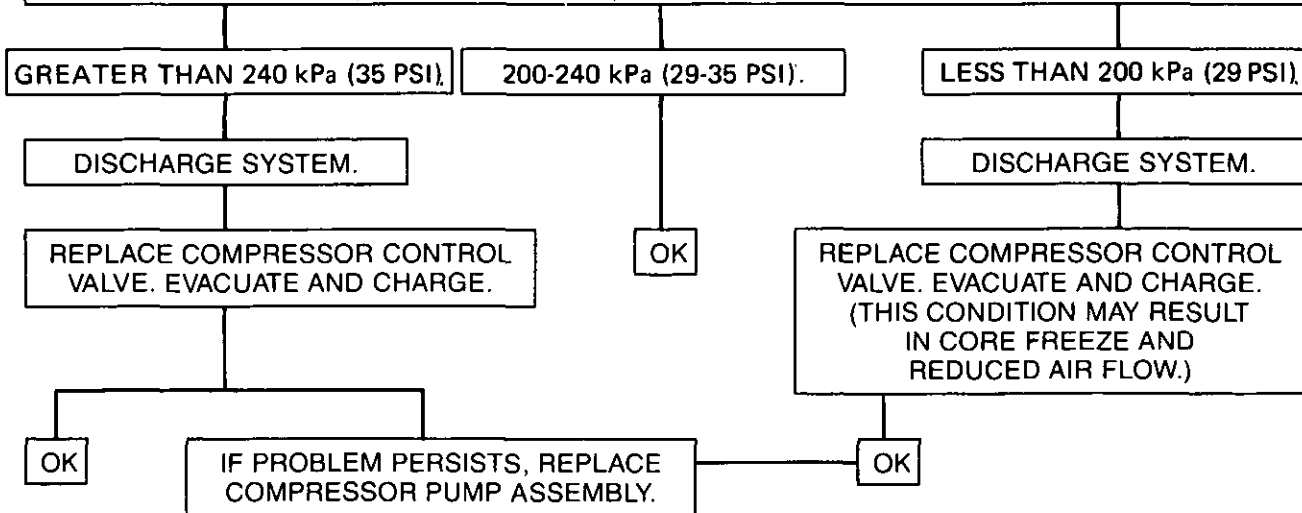 GREATER THAN 240 kPa (35 PSI).
200-240 kPa (29-35 PSI).
LESS THAN 200 kPa (29 PSI).
DISCHARGE SYSTEM.
DISCHARGE SYSTEM.
REPLACE COMPRESSOR CONTROL
VALVE. EVACUATE AND CHARGE.
OK
REPLACE COMPRESSOR CONTROL
VALVE. EVACUATE AND CHARGE.
(THIS CONDITION MAY RESULT
IN CORE FREEZE AND
REDUCED AIR FLOW.)
OK
IF PROBLEM PERSISTS, REPLACE
COMPRESSOR PUMP ASSEMBLY.
OK